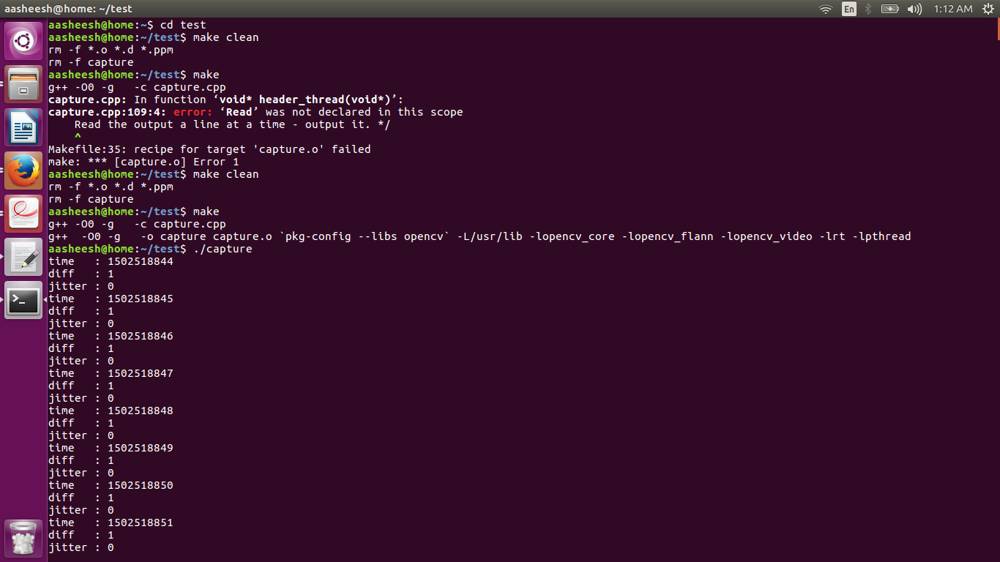 aasheesh@home: ~/test
En
1:12 AM
aasheesh@home:~$ cd test
aasheesh@home:~/test$ make clean
rm -f *.o *.d *.ppm
rm -f capture
aasheesh@home:~/test$ make
g++ -O0 -g   -c capture.cpp
capture.cpp: In function ‘void* header_thread(void*)’:
capture.cpp:109:4: error: ‘Read’ was not declared in this scope
    Read the output a line at a time - output it. */
    ^
Makefile:35: recipe for target 'capture.o' failed
make: *** [capture.o] Error 1
aasheesh@home:~/test$ make clean
rm -f *.o *.d *.ppm
rm -f capture
aasheesh@home:~/test$ make
g++ -O0 -g   -c capture.cpp
g++  -O0 -g   -o capture capture.o `pkg-config --libs opencv` -L/usr/lib -lopencv_core -lopencv_flann -lopencv_video -lrt -lpthread
aasheesh@home:~/test$ ./capture
time   : 1502518844
diff   : 1
jitter : 0
time   : 1502518845
diff   : 1
jitter : 0
time   : 1502518846
diff   : 1
jitter : 0
time   : 1502518847
diff   : 1
jitter : 0
time   : 1502518848
diff   : 1
jitter : 0
time   : 1502518849
diff   : 1
jitter : 0
time   : 1502518850
diff   : 1
jitter : 0
time   : 1502518851
diff   : 1
jitter : 0